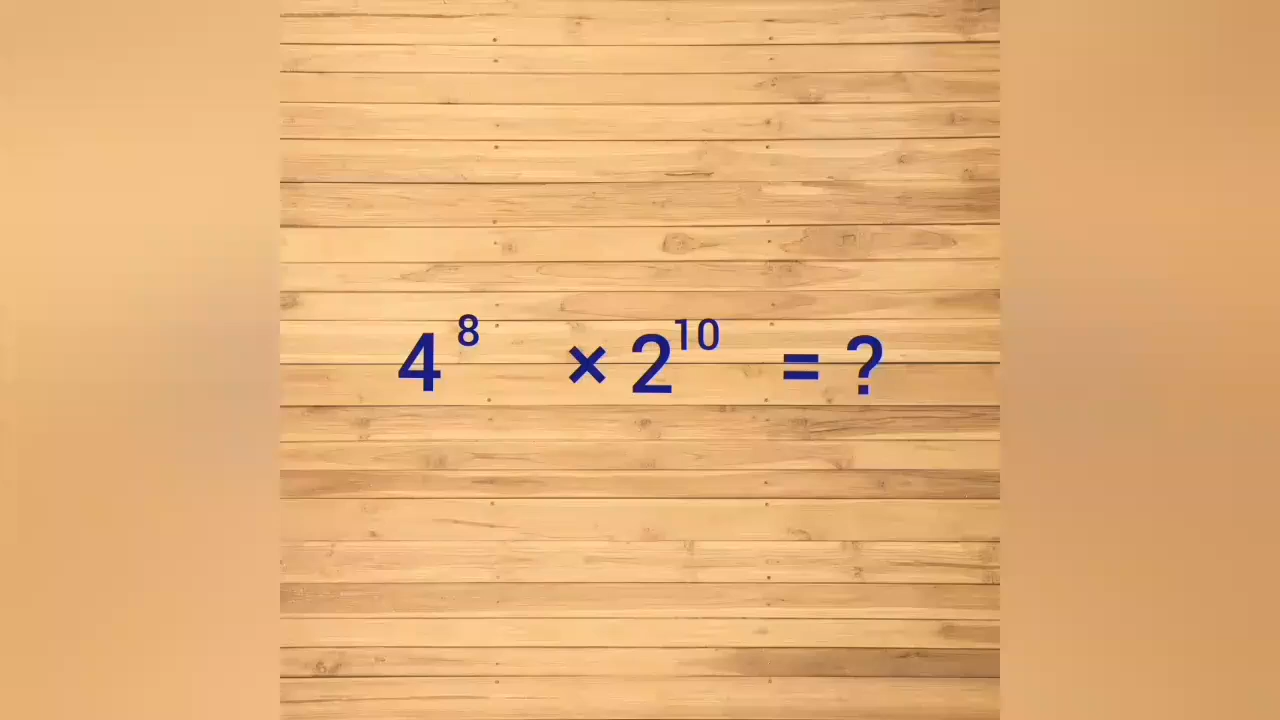 4⁸ × 2¹⁰ = ?